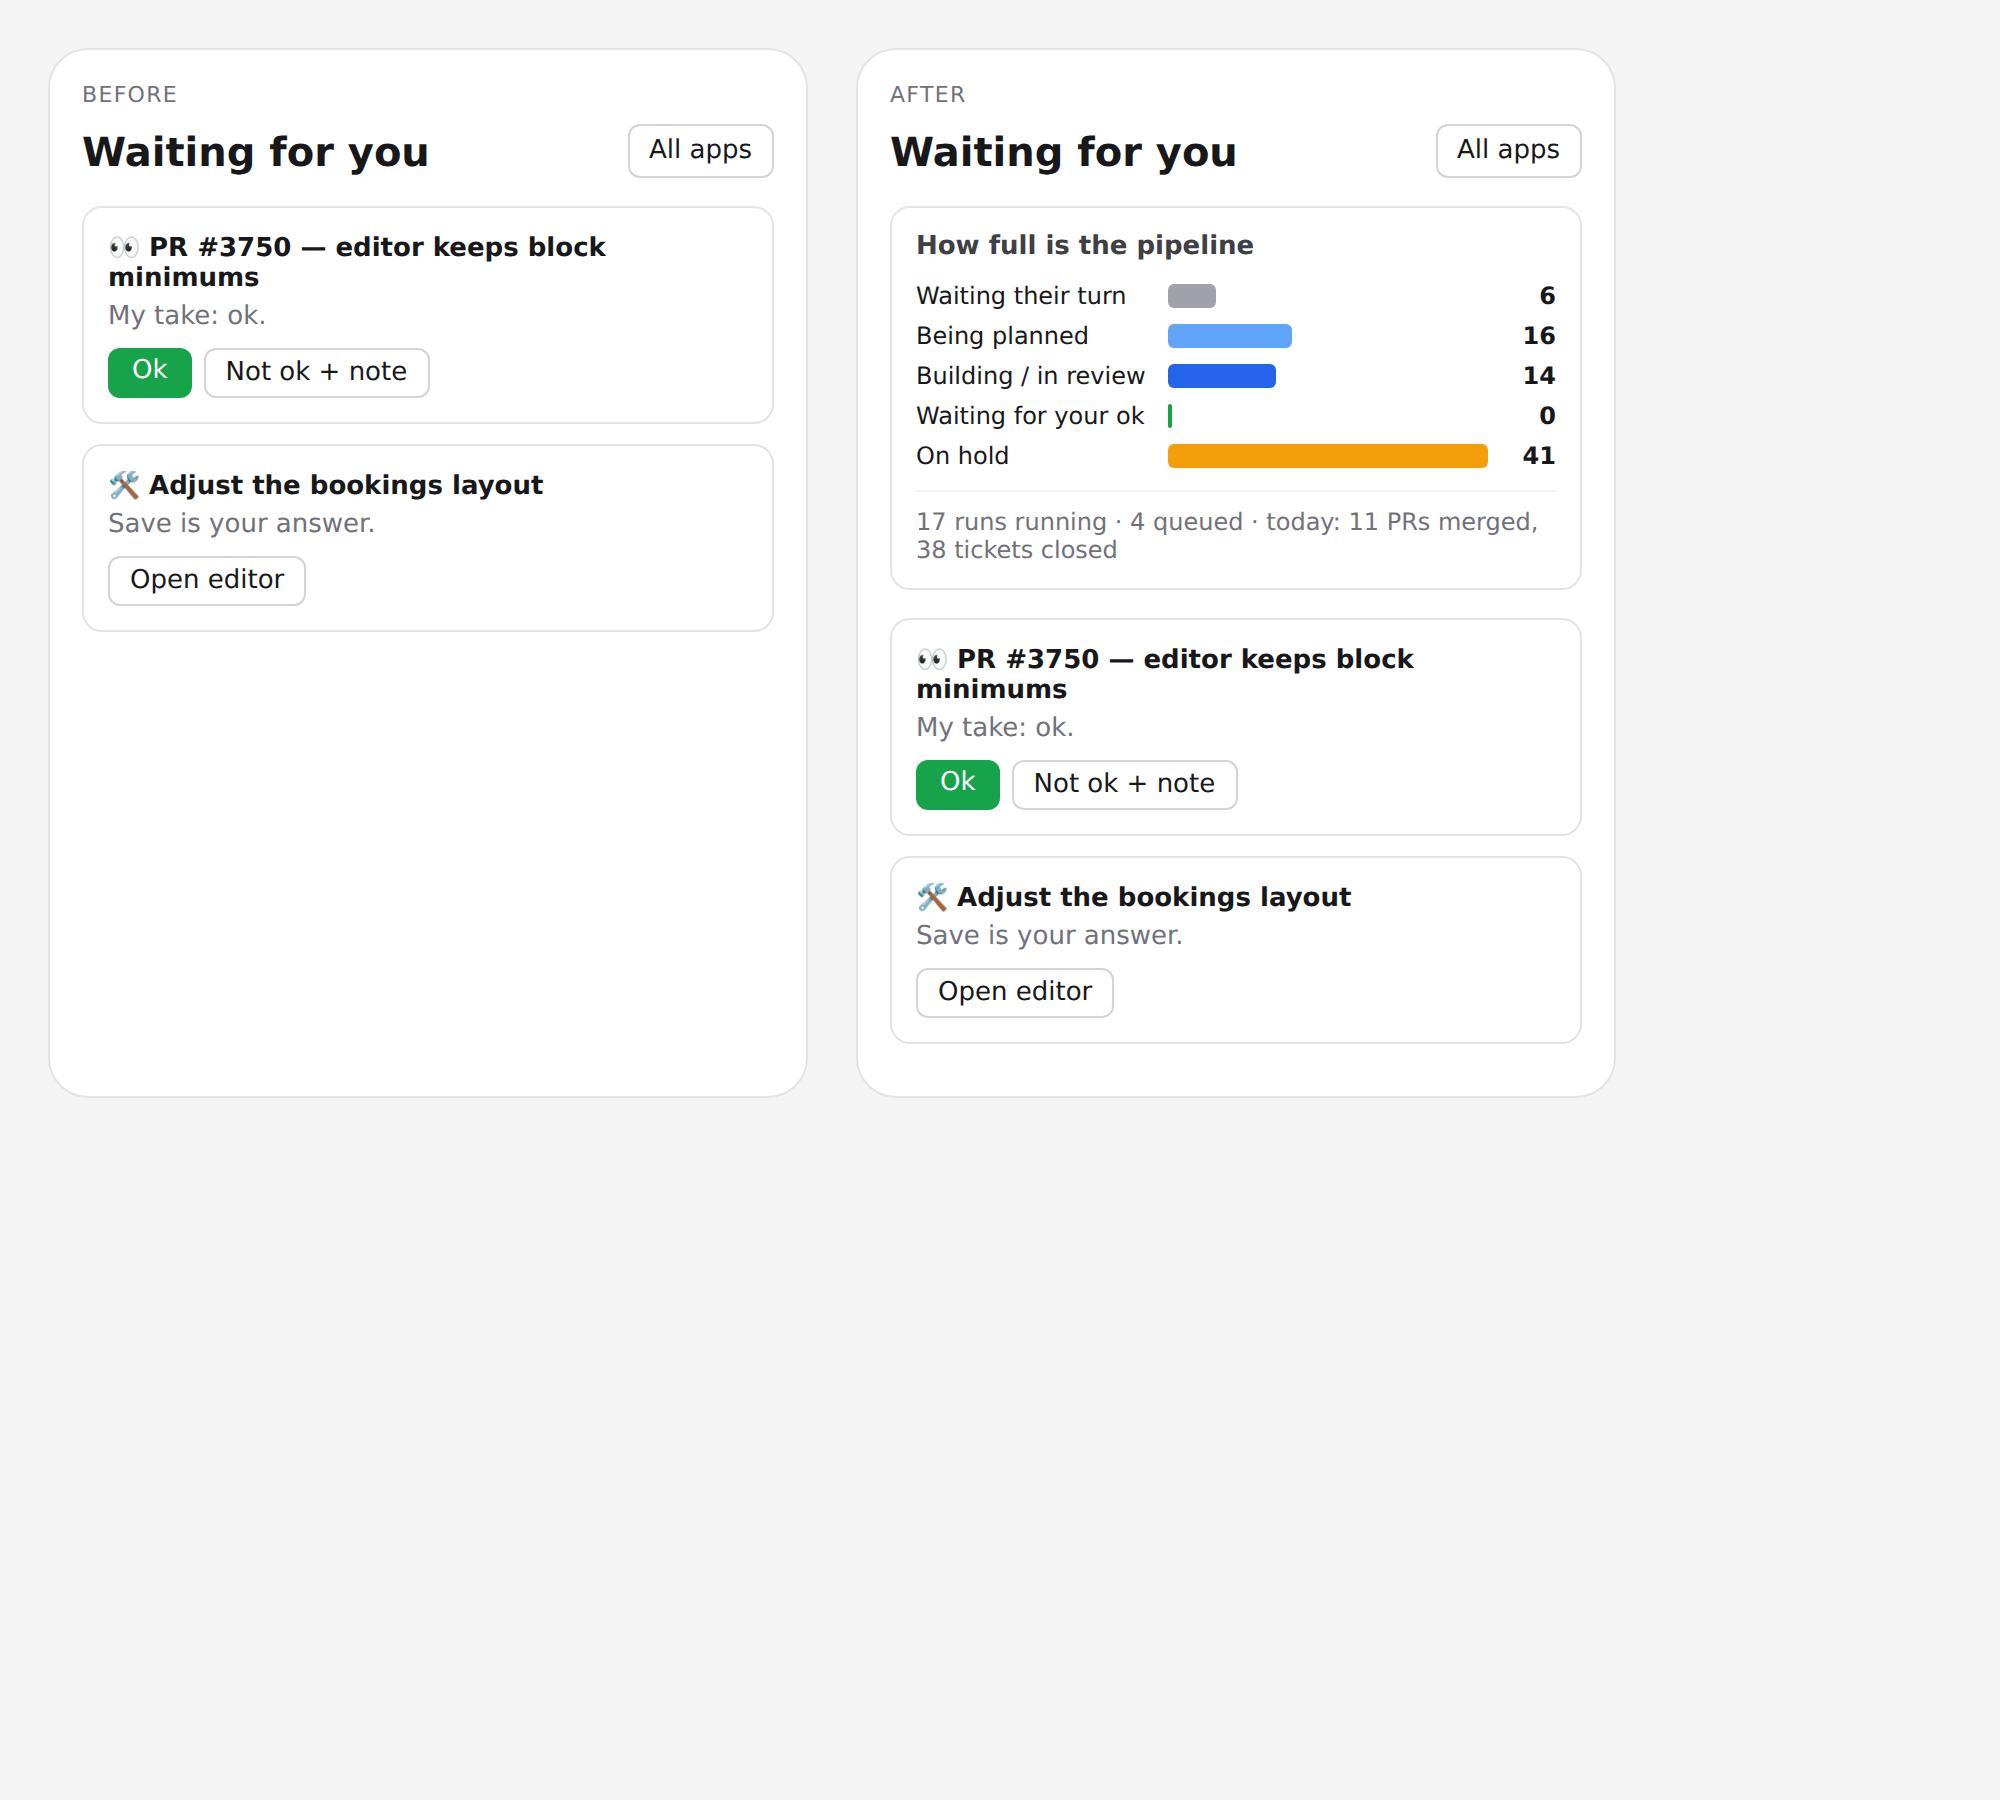 BEFORE
Waiting for you
All apps
👀 PR #3750 — editor keeps block
minimums
My take: ok.
Ok
Not ok + note
🛠️ Adjust the bookings layout
Save is your answer.
Open editor
AFTER
Waiting for you
All apps
How full is the pipeline
Waiting their turn 6
Being planned 16
Building / in review 14
Waiting for your ok 0
On hold 41
17 runs running · 4 queued · today: 11 PRs merged,
38 tickets closed
👀 PR #3750 — editor keeps block
minimums
My take: ok.
Ok
Not ok + note
🛠️ Adjust the bookings layout
Save is your answer.
Open editor